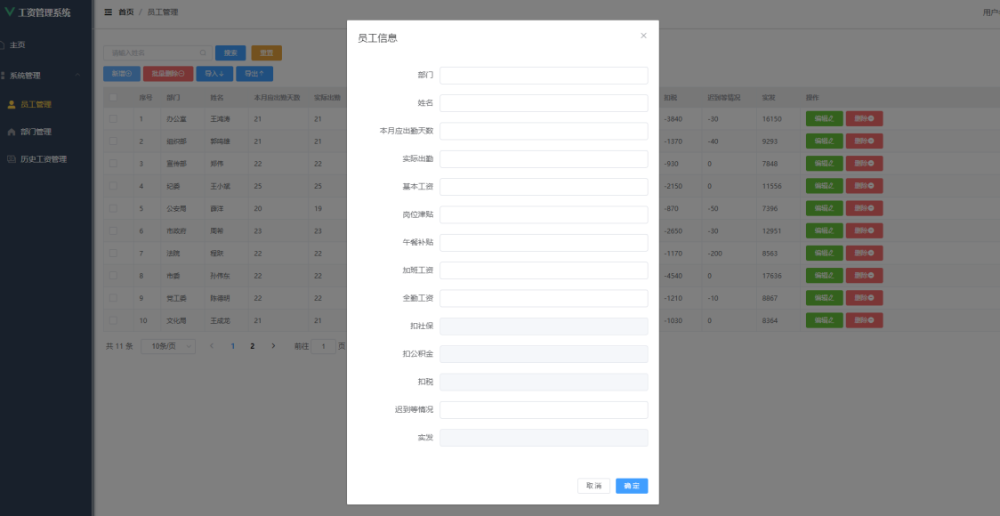 工资管理系统
首页 / 员工管理
用户
主页
系统管理
员工管理
部门管理
历史工资管理
请输入姓名
搜索
重置
新增
批量删除
导入
导出
序号 部门 姓名 本月应出勤天数 实际出勤 扣税 迟到等情况 实发 操作
1 办公室 王鸿涛 21 21 -3840 -30 16150 编辑 删除
2 组织部 郭鸣雄 21 21 -1370 -40 9293 编辑 删除
3 宣传部 郑伟 22 22 -930 0 7848 编辑 删除
4 纪委 王小斌 25 25 -2150 0 11556 编辑 删除
5 公安局 薛洋 20 19 -870 -50 7396 编辑 删除
6 市政府 周希 23 23 -2650 -30 12951 编辑 删除
7 法院 程跃 22 22 -1170 -200 8563 编辑 删除
8 市委 孙伟东 22 22 -4540 0 17636 编辑 删除
9 党工委 陈德明 22 22 -1210 -10 8867 编辑 删除
10 文化局 王成龙 21 21 -1030 0 8364 编辑 删除
共 11 条 10条/页 1 2 前往 1 页
员工信息
部门
姓名
本月应出勤天数
实际出勤
基本工资
岗位津贴
午餐补贴
加班工资
全勤工资
扣社保
扣公积金
扣税
迟到等情况
实发
取 消 确 定